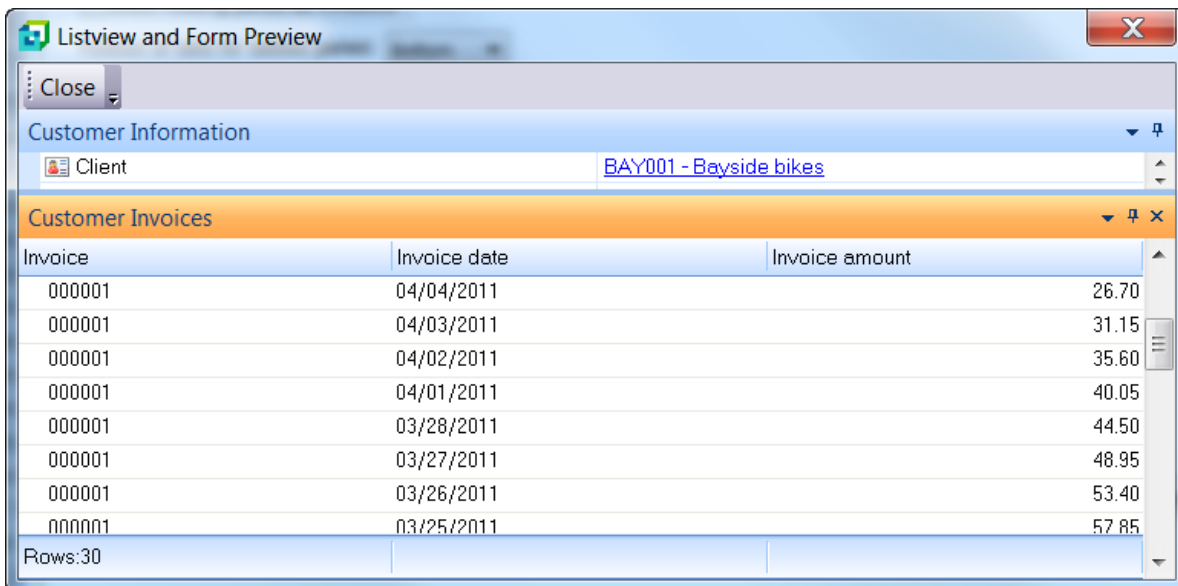 Listview and Form Preview
Close
Customer Information
Client BAY001 - Bayside bikes
Customer Invoices
Invoice Invoice date Invoice amount
000001 04/04/2011 26.70
000001 04/03/2011 31.15
000001 04/02/2011 35.60
000001 04/01/2011 40.05
000001 03/28/2011 44.50
000001 03/27/2011 48.95
000001 03/26/2011 53.40
000001 03/25/2011 57.85
Rows:30